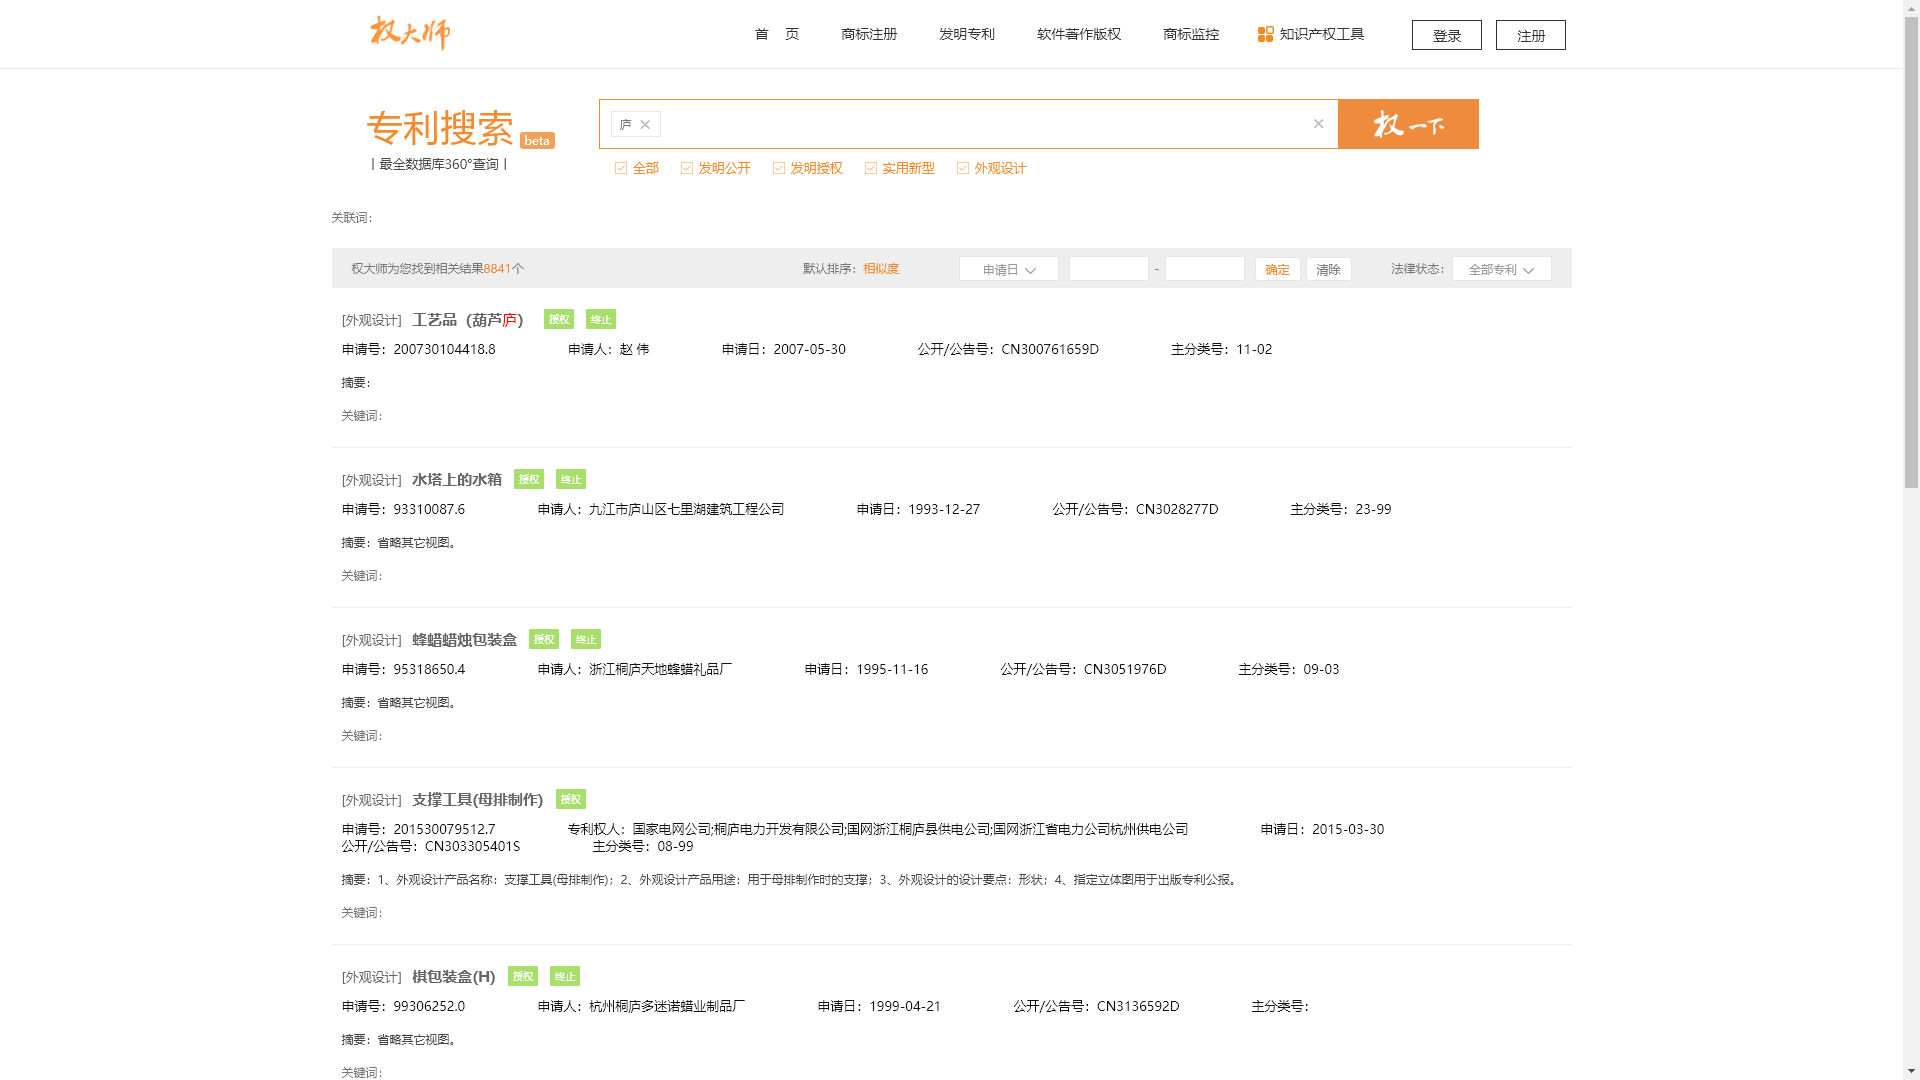 权大师 首 页 商标注册 发明专利 软件著作版权 商标监控 知识产权工具 登录 注册
专利搜索 beta
|最全数据库360°查询|
庐 权一下
全部 发明公开 发明授权 实用新型 外观设计
关联词：
权大师为您找到相关结果8841个 默认排序：相似度 申请日 - 确定 清除 法律状态： 全部专利
[外观设计] 工艺品（葫芦庐） 授权 终止
申请号：200730104418.8 申请人：赵 伟 申请日：2007-05-30 公开/公告号：CN300761659D 主分类号：11-02
摘要：
关键词：
[外观设计] 水塔上的水箱 授权 终止
申请号：93310087.6 申请人：九江市庐山区七里湖建筑工程公司 申请日：1993-12-27 公开/公告号：CN3028277D 主分类号：23-99
摘要：省略其它视图。
关键词：
[外观设计] 蜂蜡蜡烛包装盒 授权 终止
申请号：95318650.4 申请人：浙江桐庐天地蜂蜡礼品厂 申请日：1995-11-16 公开/公告号：CN3051976D 主分类号：09-03
摘要：省略其它视图。
关键词：
[外观设计] 支撑工具(母排制作) 授权
申请号：201530079512.7 专利权人：国家电网公司;桐庐电力开发有限公司;国网浙江桐庐县供电公司;国网浙江省电力公司杭州供电公司 申请日：2015-03-30
公开/公告号：CN303305401S 主分类号：08-99
摘要：1、外观设计产品名称：支撑工具(母排制作)；2、外观设计产品用途：用于母排制作时的支撑；3、外观设计的设计要点：形状；4、指定立体图用于出版专利公报。
关键词：
[外观设计] 棋包装盒(H) 授权 终止
申请号：99306252.0 申请人：杭州桐庐多迷诺蜡业制品厂 申请日：1999-04-21 公开/公告号：CN3136592D 主分类号：
摘要：省略其它视图。
关键词：